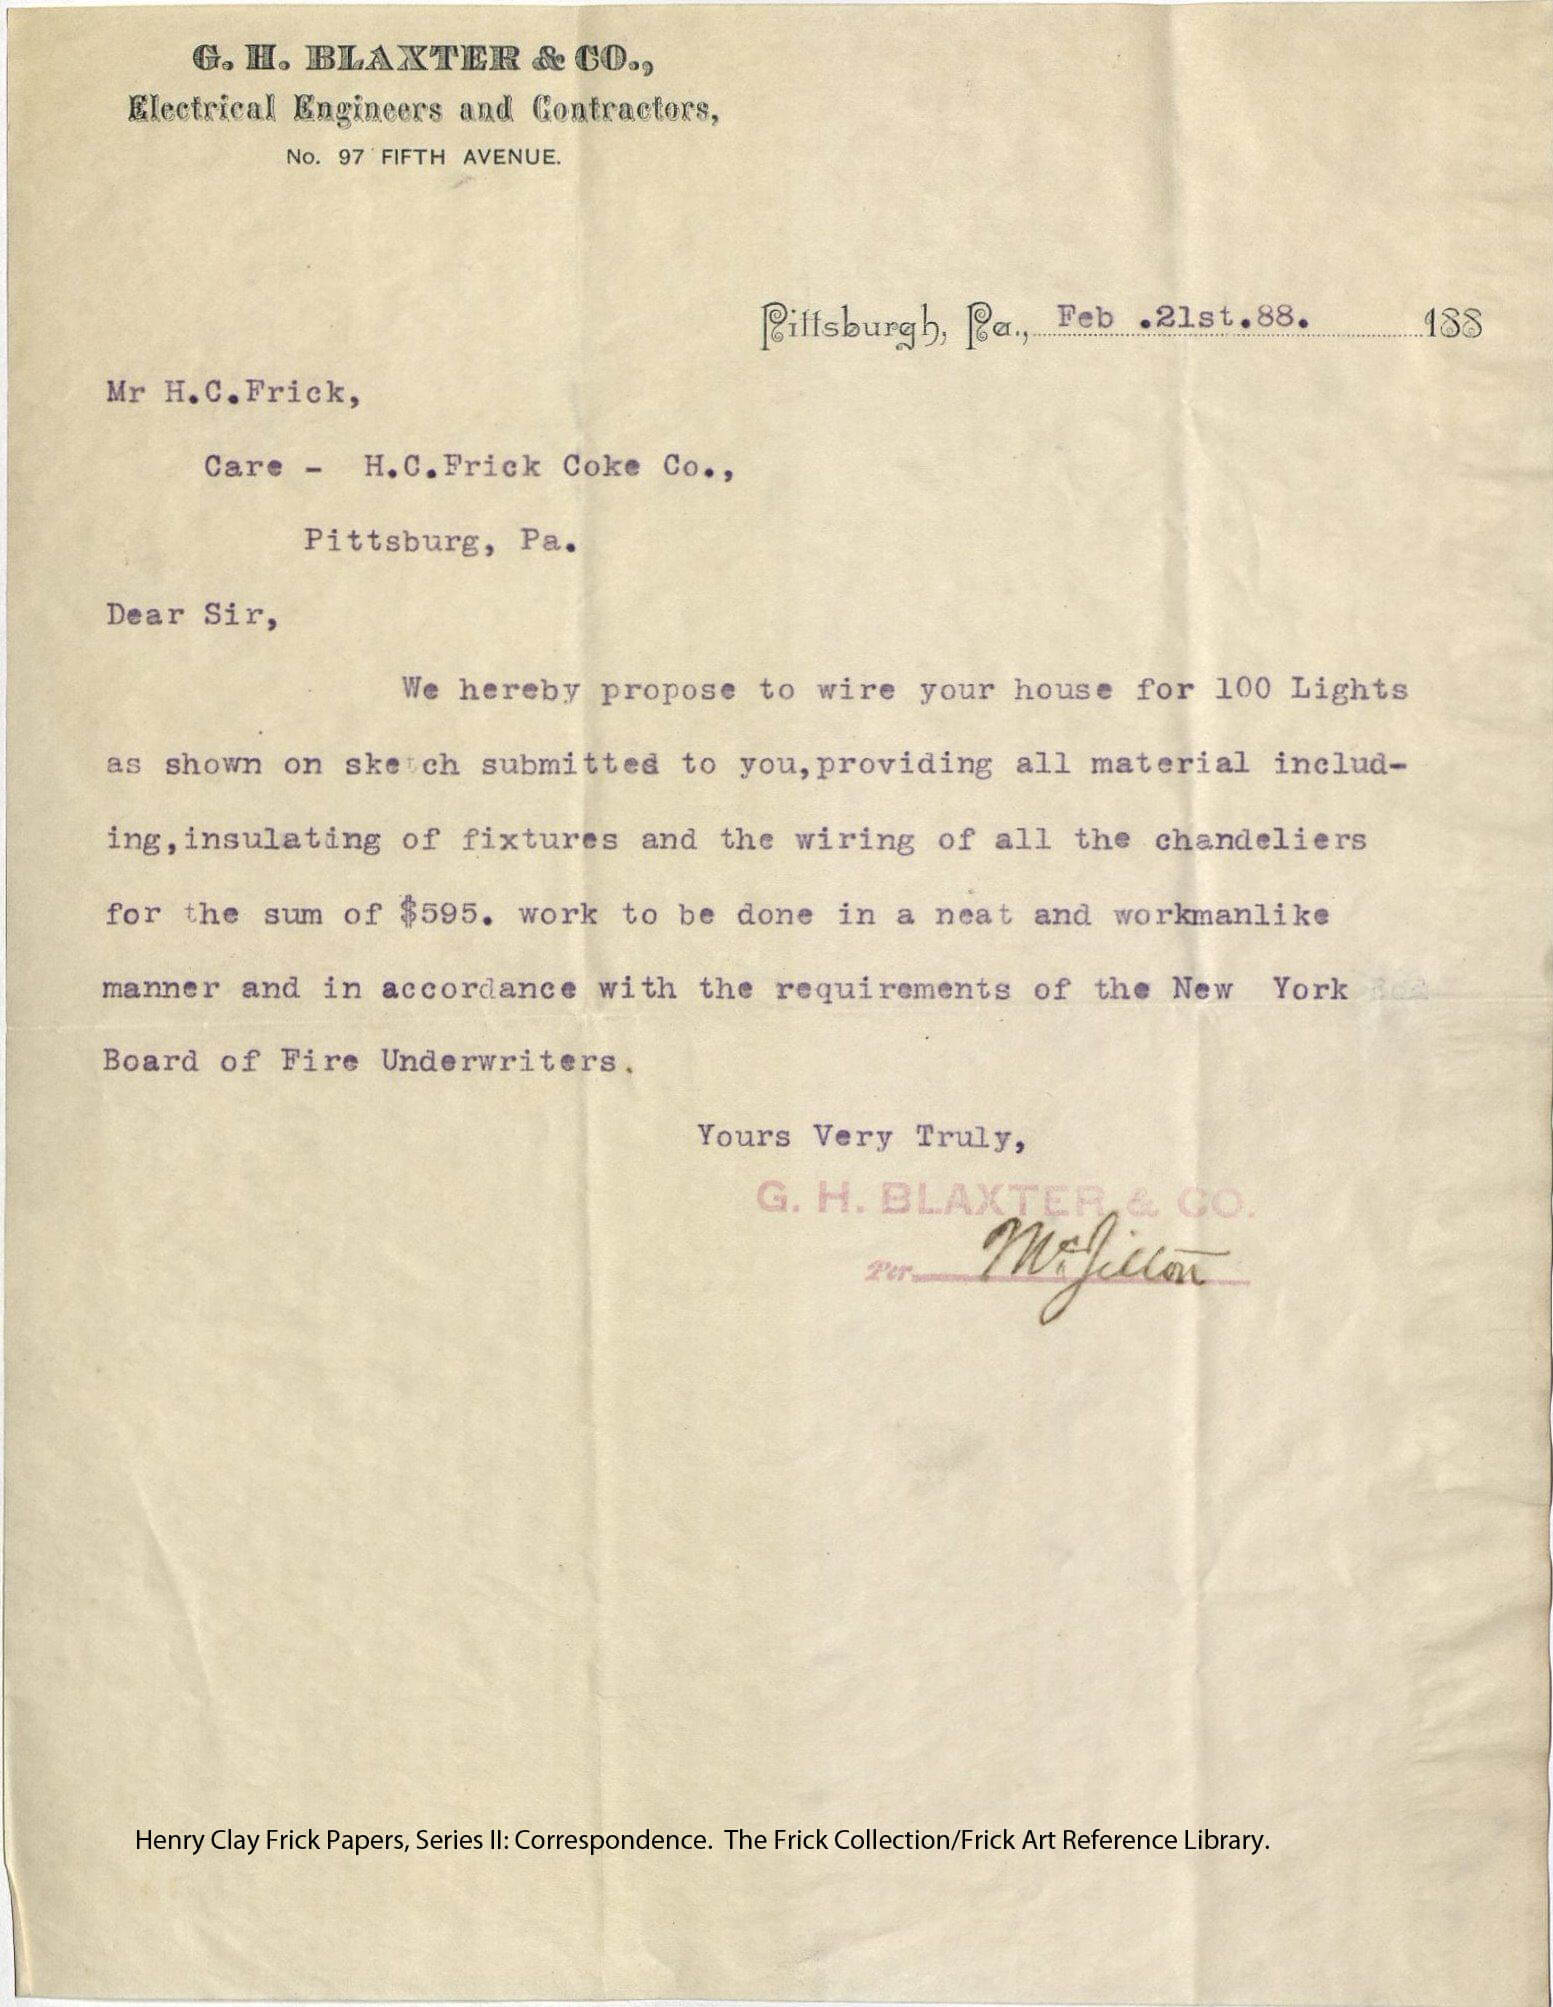 G. H. BLAXTER & CO.,
Electrical Engineers and Contractors,
No. 97 FIFTH AVENUE.
Pittsburgh, Pa., Feb .21st.88. 188
Mr H.C.Frick,
Care - H.C.Frick Coke Co.,
Pittsburg, Pa.
Dear Sir,
We hereby propose to wire your house for 100 Lights
as shown on sketch submitted to you,providing all material includ-
ing,insulating of fixtures and the wiring of all the chandeliers
for the sum of $595. work to be done in a neat and workmanlike
manner and in accordance with the requirements of the New York
Board of Fire Underwriters.
Yours Very Truly,
G. H. BLAXTER & CO.
Per McJilton
Henry Clay Frick Papers, Series II: Correspondence. The Frick Collection/Frick Art Reference Library.